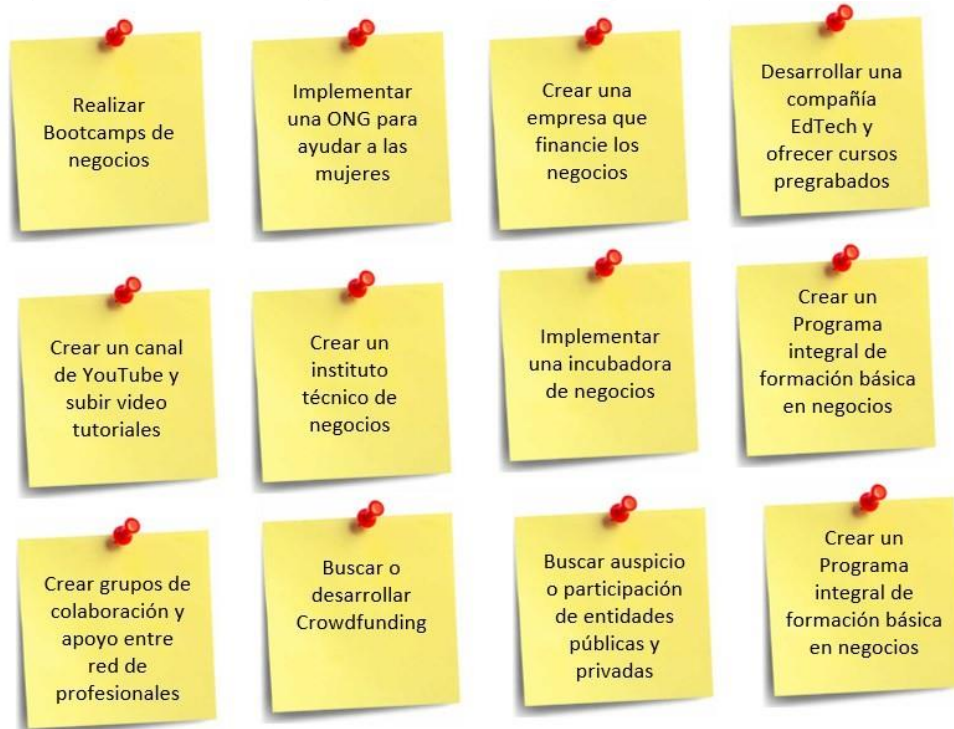 Realizar
Bootcamps de
negocios
Implementar
una ONG para
ayudar a las
mujeres
Crear una
empresa que
financie los
negocios
Desarrollar una
compañía
EdTech y
ofrecer cursos
pregrabados
Crear un canal
de YouTube y
subir video
tutoriales
Crear un
instituto
técnico de
negocios
Implementar
una incubadora
de negocios
Crear un
Programa
integral de
formación básica
en negocios
Crear grupos de
colaboración y
apoyo entre
red de
profesionales
Buscar o
desarrollar
Crowdfunding
Buscar auspicio
o participación
de entidades
públicas y
privadas
Crear un
Programa
integral de
formación básica
en negocios